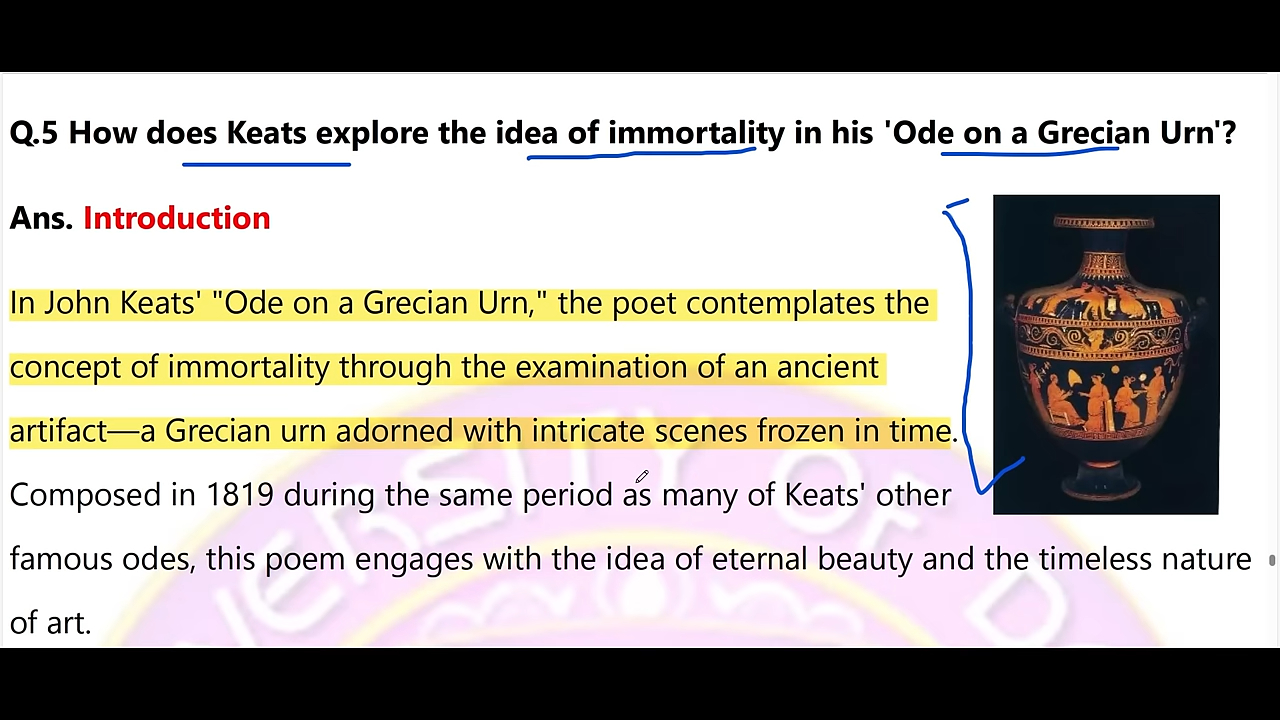 Q.5 How does Keats explore the idea of immortality in his 'Ode on a Grecian Urn'?
Ans. Introduction
In John Keats' "Ode on a Grecian Urn," the poet contemplates the
concept of immortality through the examination of an ancient
artifact—a Grecian urn adorned with intricate scenes frozen in time.
Composed in 1819 during the same period as many of Keats' other
famous odes, this poem engages with the idea of eternal beauty and the timeless nature
of art.
VERSITY OF D